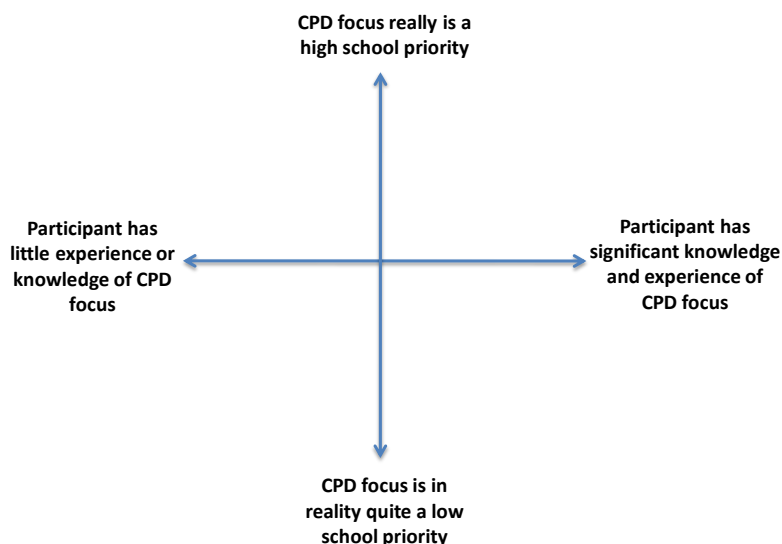 CPD focus really is a
high school priority
Participant has
little experience or
knowledge of CPD
focus
Participant has
significant knowledge
and experience of
CPD focus
CPD focus is in
reality quite a low
school priority